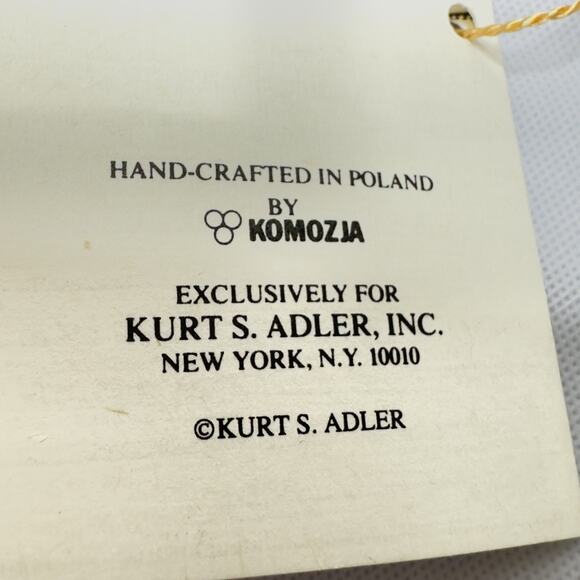 HAND-CRAFTED IN POLAND
BY
KOMOZJA
EXCLUSIVELY FOR
KURT S. ADLER, INC.
NEW YORK, N.Y. 10010
©KURT S. ADLER